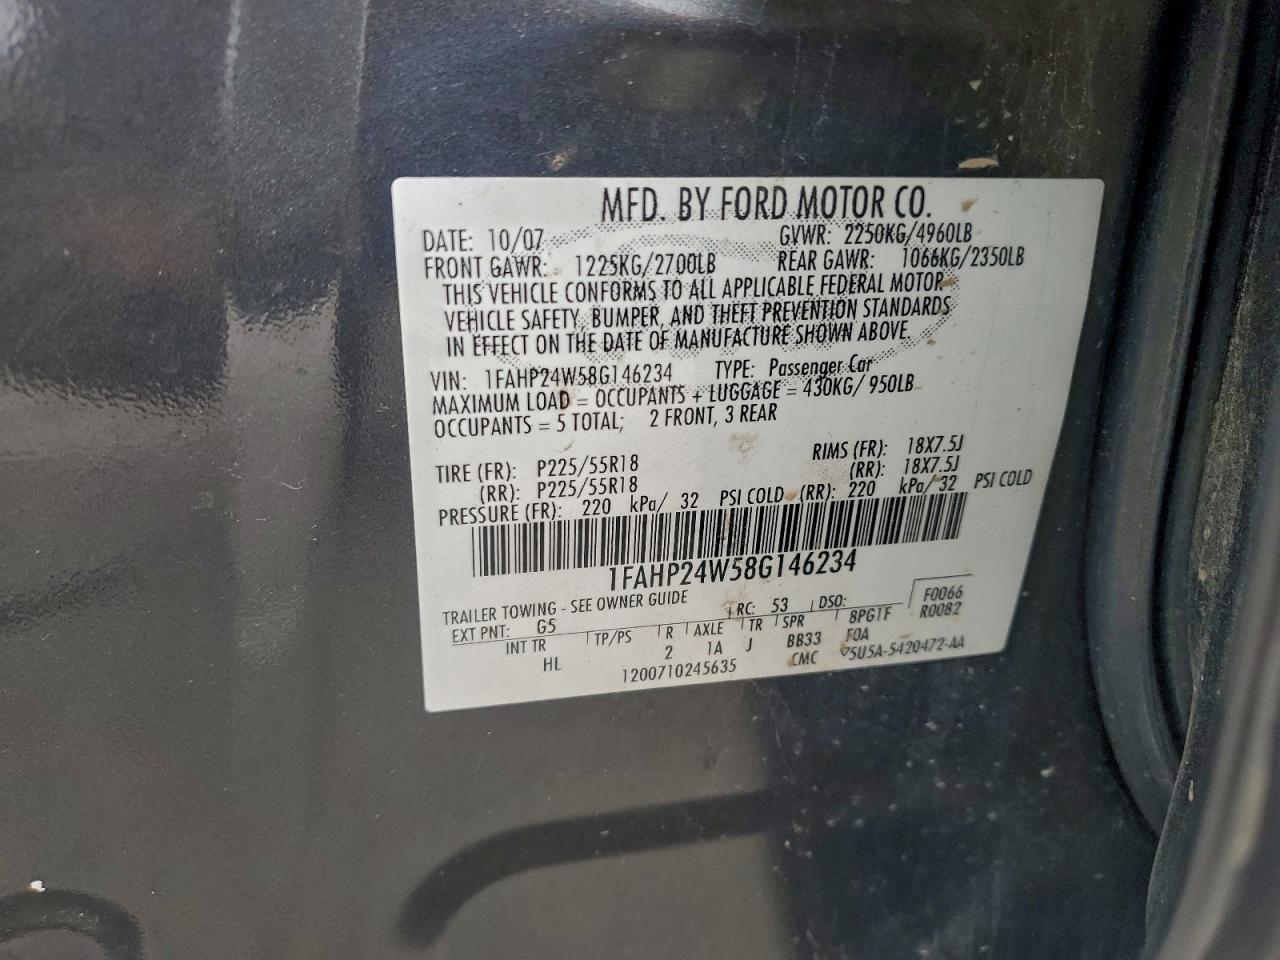 MFD. BY FORD MOTOR CO.
DATE: 10/07 GVWR: 2250KG/4960LB
FRONT GAWR: 1225KG/2700LB REAR GAWR: 1066KG/2350LB
THIS VEHICLE CONFORMS TO ALL APPLICABLE FEDERAL MOTOR
VEHICLE SAFETY, BUMPER, AND THEFT PREVENTION STANDARDS
IN EFFECT ON THE DATE OF MANUFACTURE SHOWN ABOVE.
VIN: 1FAHP24W58G146234 TYPE: Passenger Car
MAXIMUM LOAD = OCCUPANTS + LUGGAGE = 430KG/ 950LB
OCCUPANTS = 5 TOTAL; 2 FRONT, 3 REAR
TIRE (FR): P225/55R18 RIMS (FR): 18X7.5J
(RR): P225/55R18 (RR): 18X7.5J
PRESSURE (FR): 220 kPa/ 32 PSI COLD (RR): 220 kPa/ 32 PSI COLD
1FAHP24W58G146234
TRAILER TOWING - SEE OWNER GUIDE
F0066
EXT PNT: G5 RC: 53 DSO: R0082
INT TR TP/PS R AXLE TR SPR 8PG1F
HL 2 1A J BB33 F0A
1200710245635 CMC 5U5A-5420472-AA